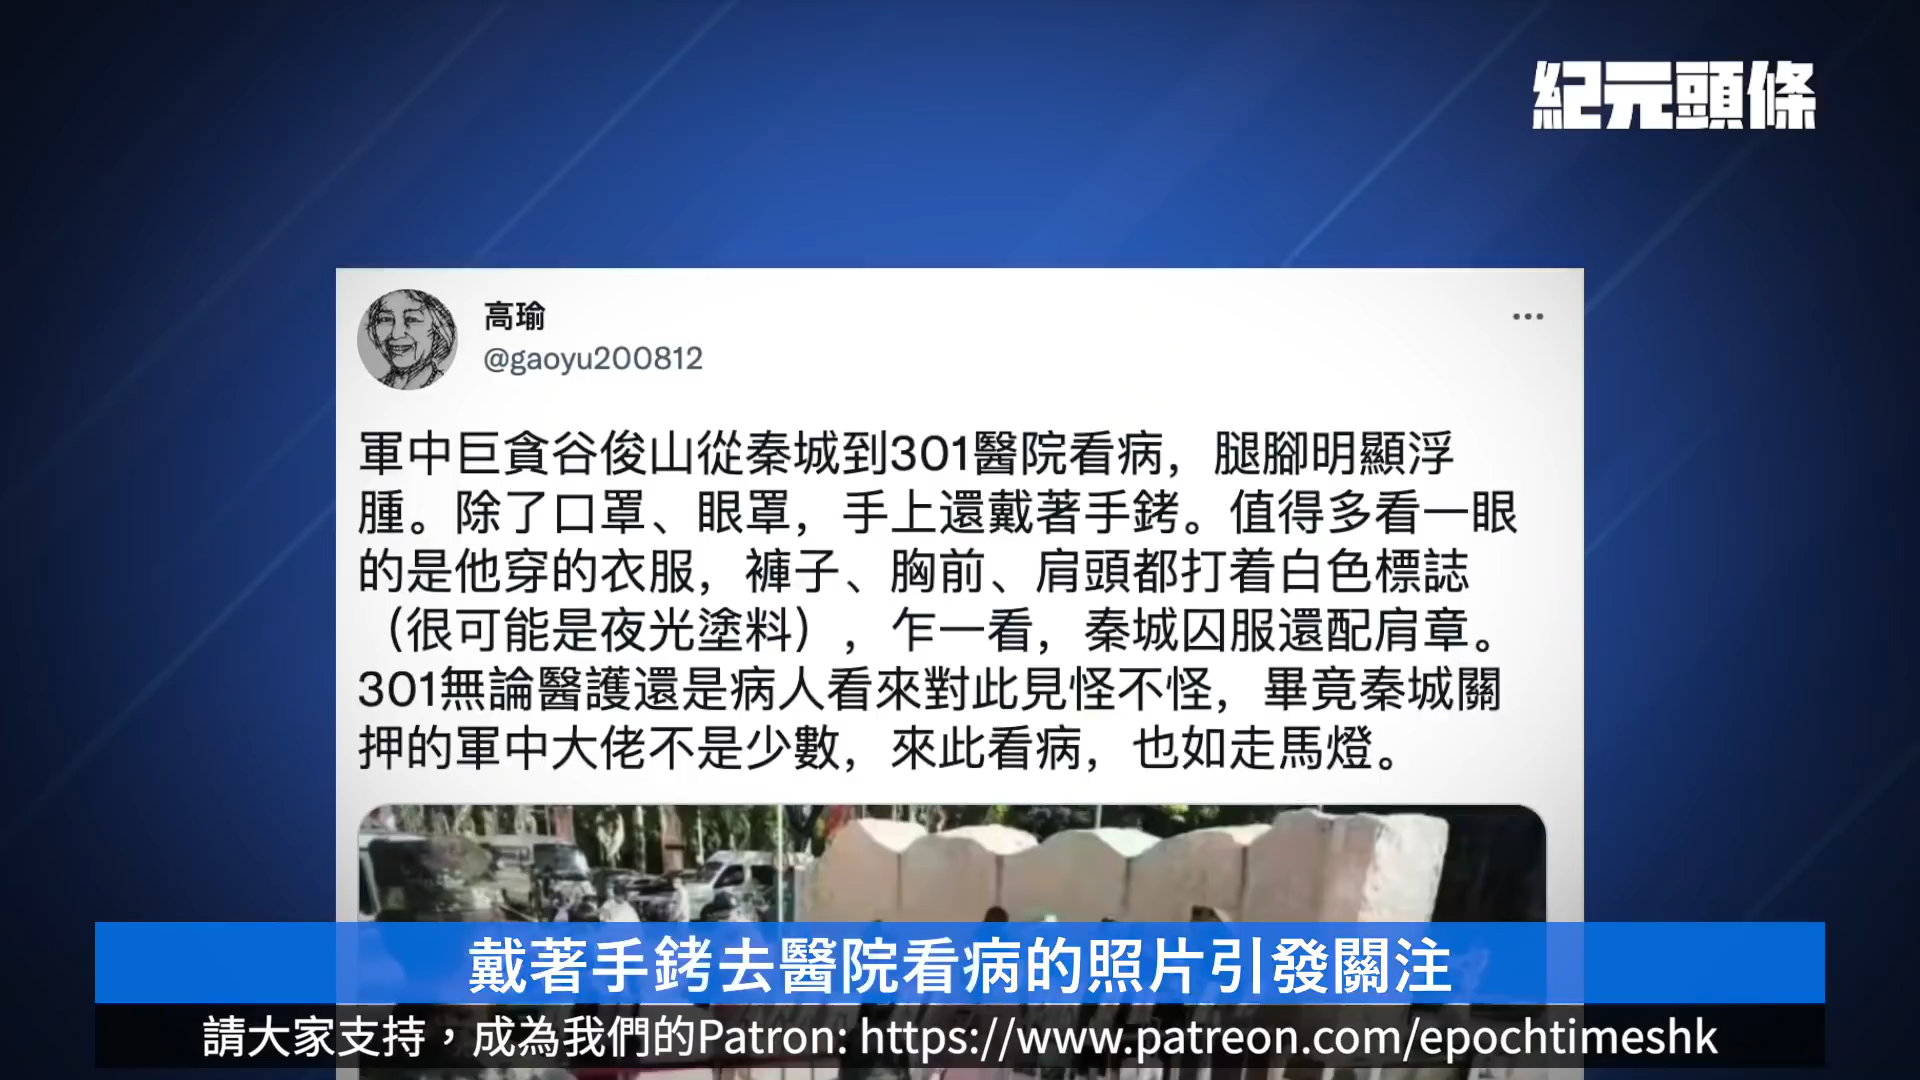 紀元頭條
高瑜
@gaoyu200812
軍中巨貪谷俊山從秦城到301醫院看病，腿腳明顯浮
腫。除了口罩、眼罩，手上還戴著手銬。值得多看一眼
的是他穿的衣服，褲子、胸前、肩頭都打着白色標誌
（很可能是夜光塗料），乍一看，秦城囚服還配肩章。
301無論醫護還是病人看來對此見怪不怪，畢竟秦城關
押的軍中大佬不是少數，來此看病，也如走馬燈。
戴著手銬去醫院看病的照片引發關注
請大家支持，成為我們的Patron: https://www.patreon.com/epochtimeshk